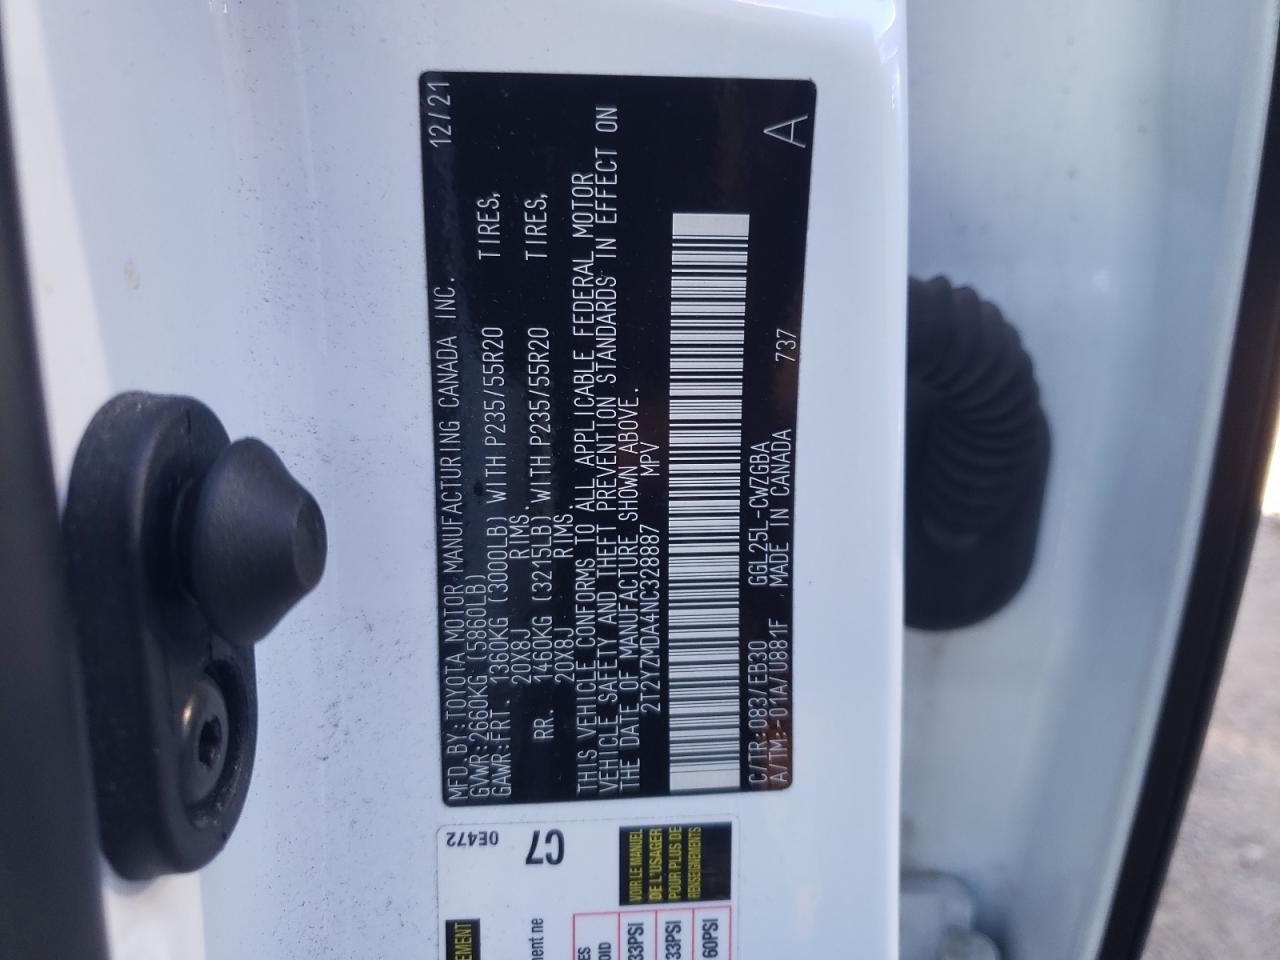 MFD.BY:TOYOTA MOTOR MANUFACTURING CANADA INC. 12/21
GVWR:2660KG (5860LB)
GAWR:FRT. 1360KG (3000LB) WITH P235/55R20 TIRES,
20X8J RIMS.
RR. 1460KG (3215LB) WITH P235/55R20 TIRES,
20X8J RIMS.
THIS VEHICLE CONFORMS TO ALL APPLICABLE FEDERAL MOTOR
VEHICLE SAFETY AND THEFT PREVENTION STANDARDS IN EFFECT ON
THE DATE OF MANUFACTURE SHOWN ABOVE.
2T2YZMDA4NC328887 MPV
C/TR:083/EB30 GGL25L-CWZGBA
A/TM:-01A/U881F MADE IN CANADA 737 A
0E472
C7
VOIR LE MANUEL
DE L'USAGER
POUR PLUS DE
RENSEIGNEMENTS
33PSI
33PSI
60PSI